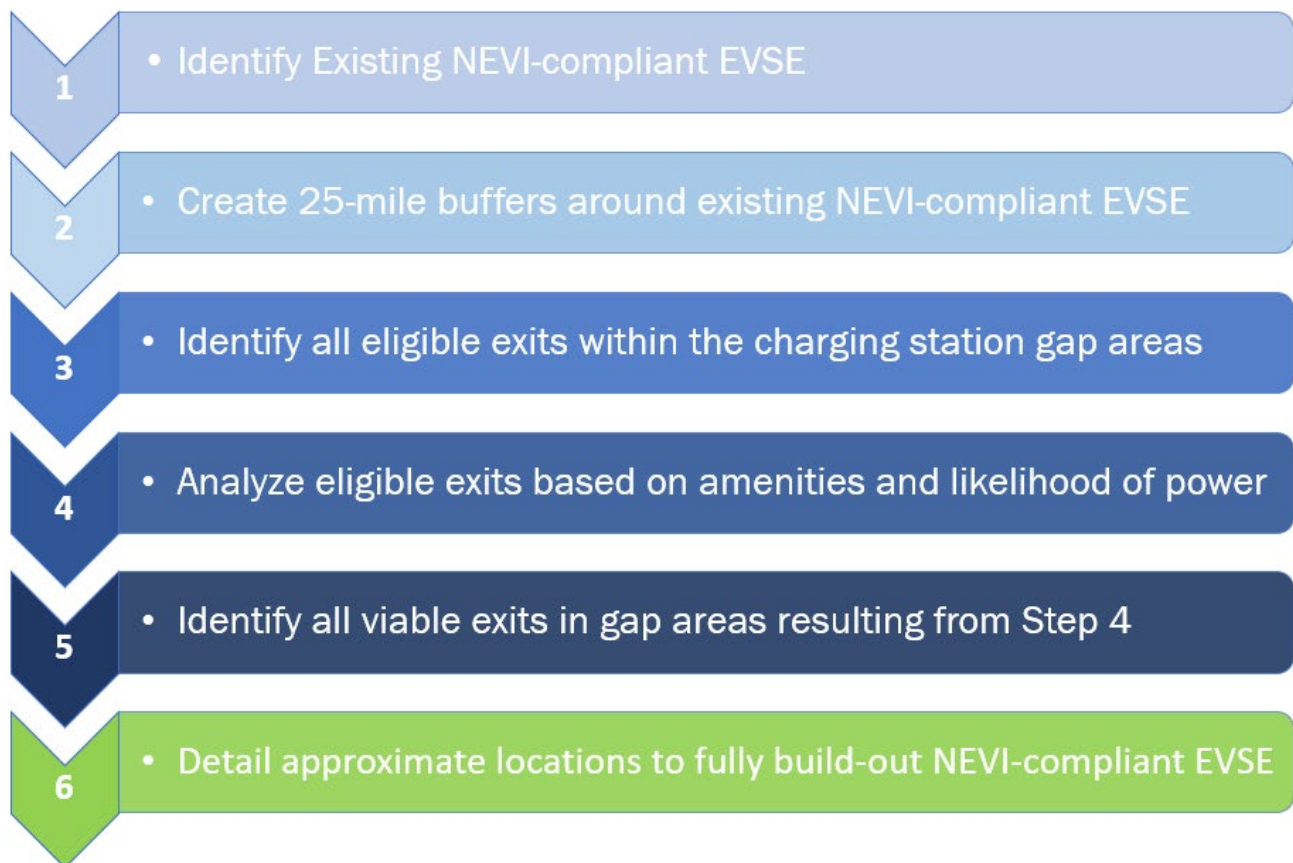 1
• Identify Existing NEVI-compliant EVSE
2
• Create 25-mile buffers around existing NEVI-compliant EVSE
3
• Identify all eligible exits within the charging station gap areas
4
• Analyze eligible exits based on amenities and likelihood of power
5
• Identify all viable exits in gap areas resulting from Step 4
6
• Detail approximate locations to fully build-out NEVI-compliant EVSE